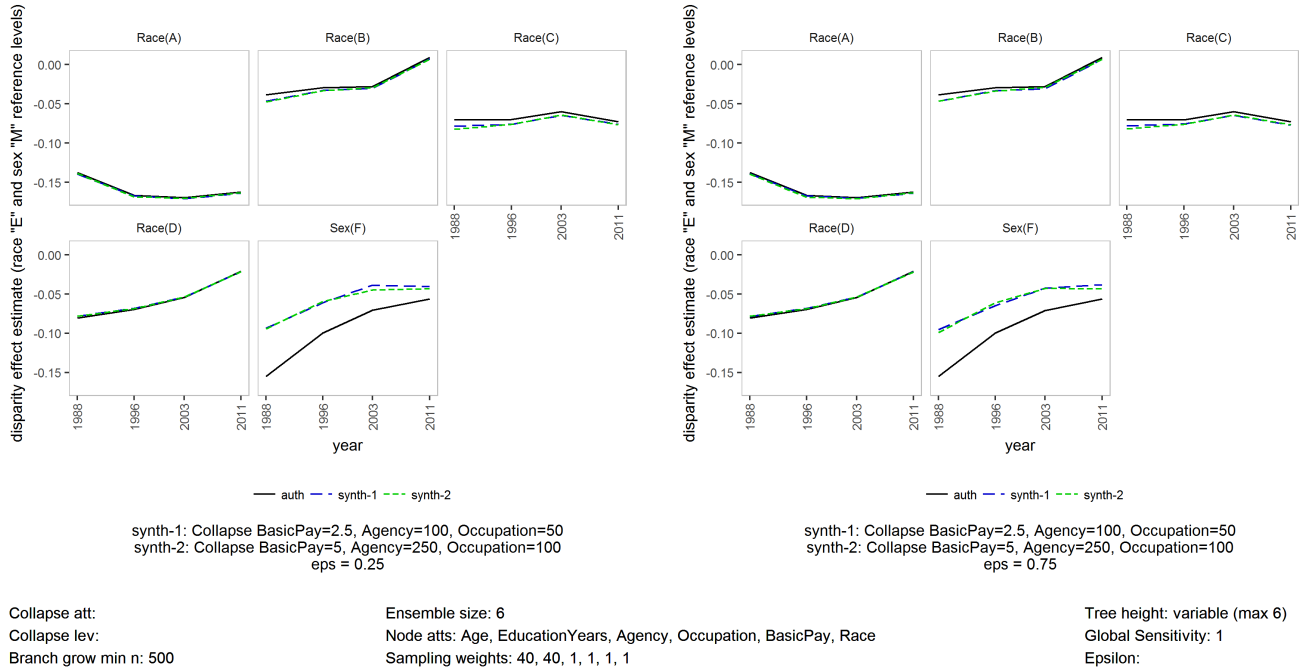 disparity effect estimate (race "E" and sex "M" reference levels)
Race(A)
Race(B)
Race(C)
0.00
-0.05
-0.10
-0.15
1988
1996
2003
2011
Race(D)
Sex(F)
0.00
-0.05
-0.10
-0.15
1988
1996
2003
2011
1988
1996
2003
2011
year
auth synth-1 synth-2
synth-1: Collapse BasicPay=2.5, Agency=100, Occupation=50
synth-2: Collapse BasicPay=5, Agency=250, Occupation=100
eps = 0.25
disparity effect estimate (race "E" and sex "M" reference levels)
Race(A)
Race(B)
Race(C)
0.00
-0.05
-0.10
-0.15
1988
1996
2003
2011
Race(D)
Sex(F)
0.00
-0.05
-0.10
-0.15
1988
1996
2003
2011
1988
1996
2003
2011
year
auth synth-1 synth-2
synth-1: Collapse BasicPay=2.5, Agency=100, Occupation=50
synth-2: Collapse BasicPay=5, Agency=250, Occupation=100
eps = 0.75
Collapse att:
Collapse lev:
Branch grow min n: 500
Ensemble size: 6
Node atts: Age, EducationYears, Agency, Occupation, BasicPay, Race
Sampling weights: 40, 40, 1, 1, 1, 1
Tree height: variable (max 6)
Global Sensitivity: 1
Epsilon: